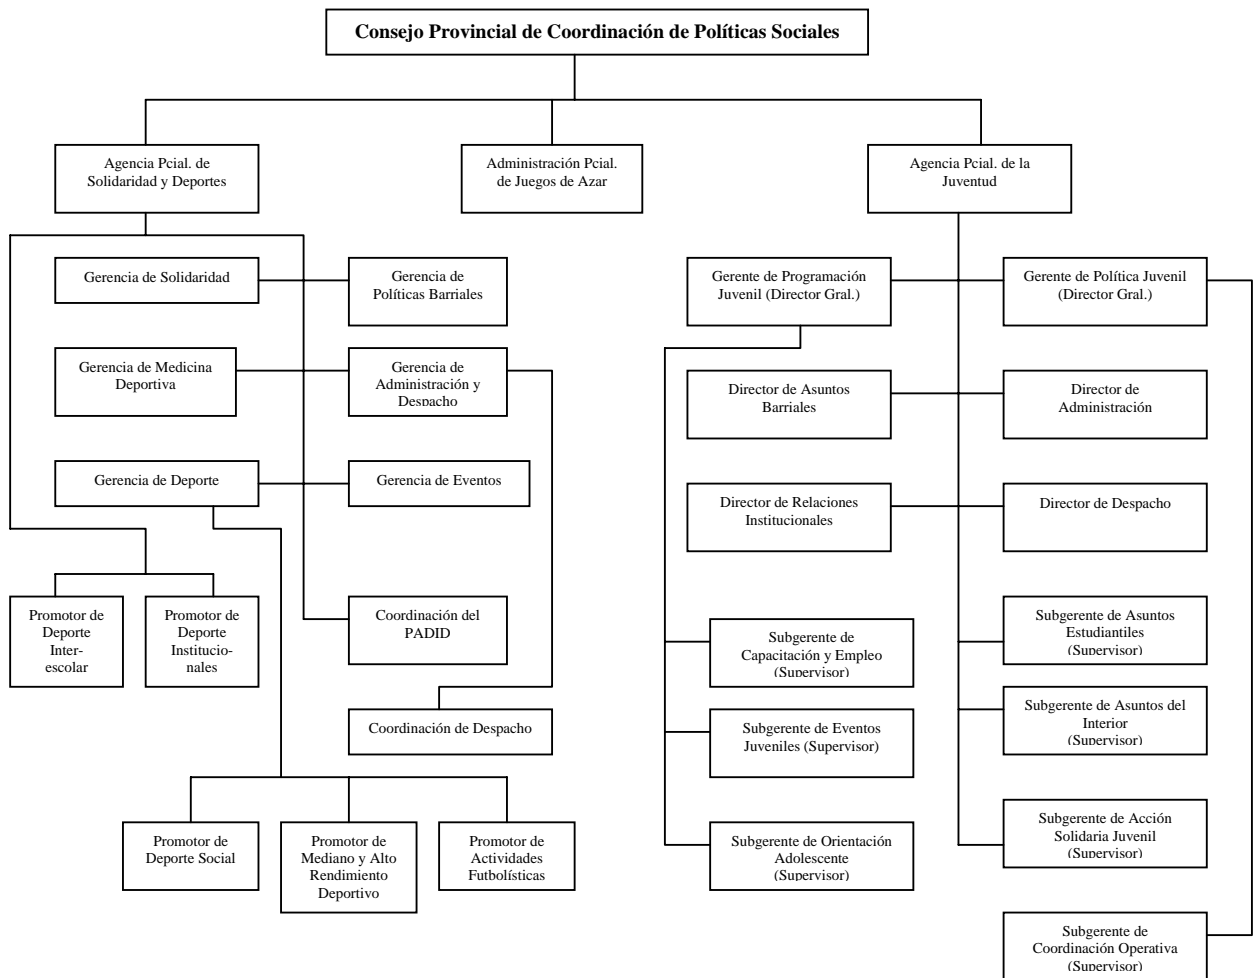 Consejo Provincial de Coordinación de Políticas Sociales
Agencia Pcial. de
Solidaridad y Deportes
Administración Pcial.
de Juegos de Azar
Agencia Pcial. de la
Juventud
Gerencia de Solidaridad
Gerencia de
Políticas Barriales
Gerente de Programación
Juvenil (Director Gral.)
Gerente de Política Juvenil
(Director Gral.)
Gerencia de Medicina
Deportiva
Gerencia de
Administración y
Despacho
Director de Asuntos
Barriales
Director de
Administración
Gerencia de Deporte
Gerencia de Eventos
Director de Relaciones
Institucionales
Director de Despacho
Promotor de
Deporte
Inter-
escolar
Promotor de
Deporte
Institucio-
nales
Coordinación del
PADID
Subgerente de
Capacitación y Empleo
(Supervisor)
Subgerente de Asuntos
Estudiantiles
(Supervisor)
Coordinación de Despacho
Subgerente de Eventos
Juveniles (Supervisor)
Subgerente de Asuntos del
Interior
(Supervisor)
Promotor de
Deporte Social
Promotor de
Mediano y Alto
Rendimiento
Deportivo
Promotor de
Actividades
Futbolísticas
Subgerente de Orientación
Adolescente
(Supervisor)
Subgerente de Acción
Solidaria Juvenil
(Supervisor)
Subgerente de
Coordinación Operativa
(Supervisor)